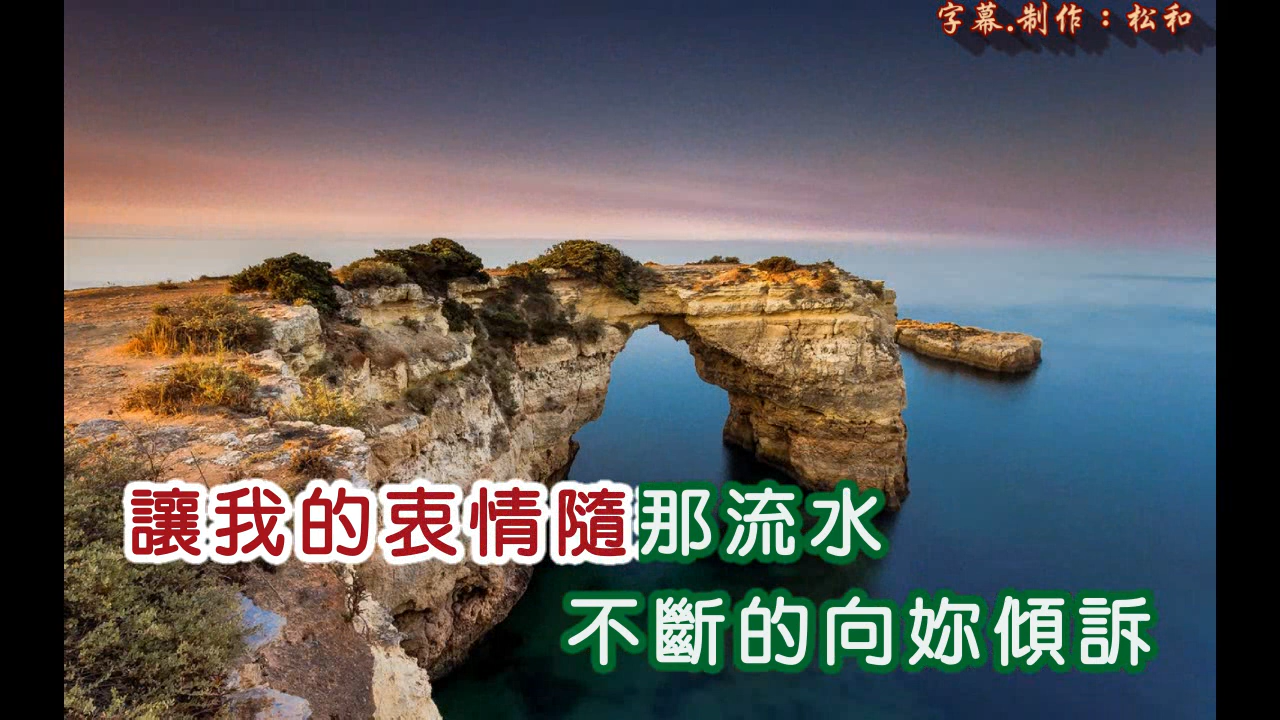 字幕.制作：松和
讓我的衷情隨那流水
不斷的向妳傾訴